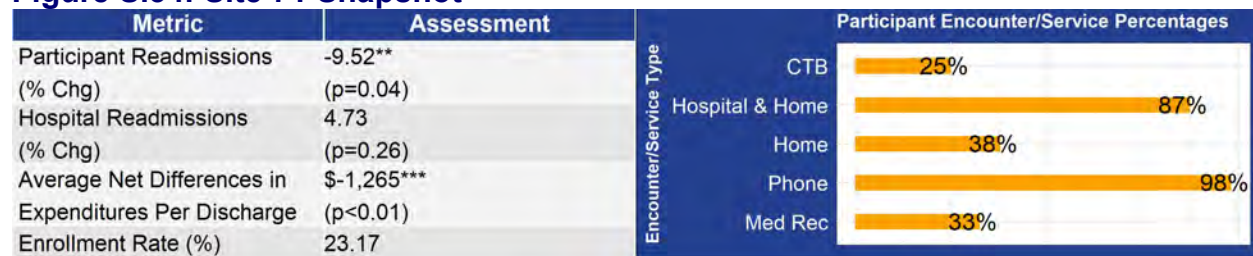 Metric Assessment
Participant Readmissions -9.52**
(% Chg) (p=0.04)
Hospital Readmissions 4.73
(% Chg) (p=0.26)
Average Net Differences in $-1,265***
Expenditures Per Discharge (p<0.01)
Enrollment Rate (%) 23.17
Participant Encounter/Service Percentages
Encounter/Service Type
CTB 25%
Hospital & Home 87%
Home 38%
Phone 98%
Med Rec 33%